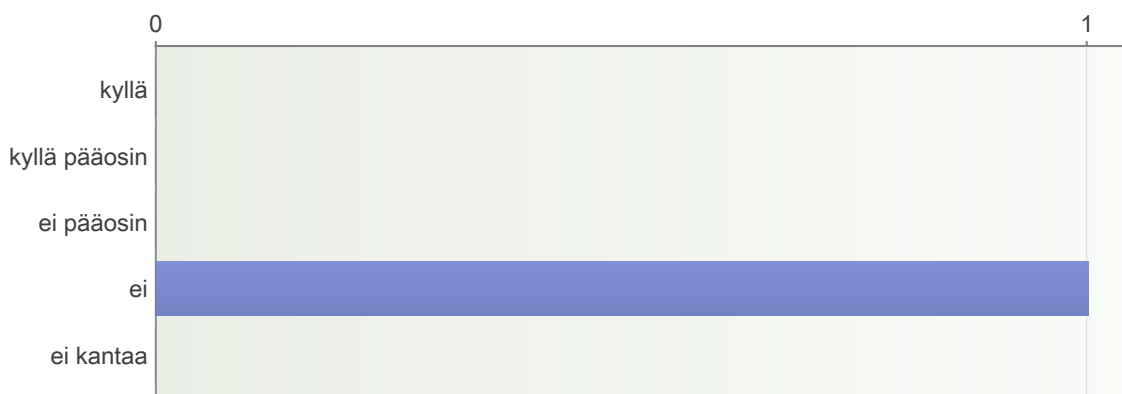 0 1
kyllä
kyllä pääosin
ei pääosin
ei
ei kantaa